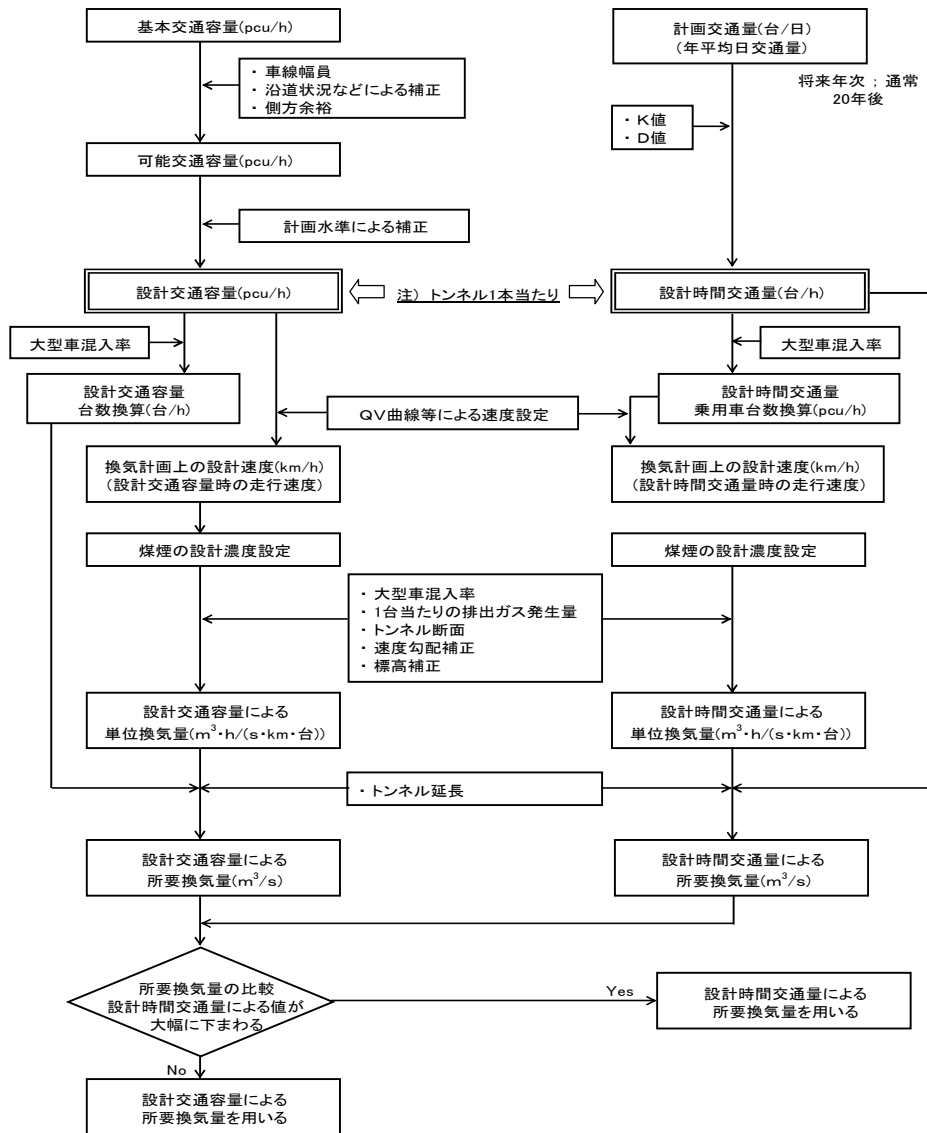 基本交通容量(pcu/h)
・ 車線幅員
・ 沿道状況などによる補正
・ 側方余裕
可能交通容量(pcu/h)
計画水準による補正
設計交通容量(pcu/h)
大型車混入率
設計交通容量
台数換算(台/h)
注) トンネル1本当たり
計画交通量(台/日)
(年平均日交通量)
将来年次 ; 通常
20年後
・ K値
・ D値
設計時間交通量(台/h)
大型車混入率
設計時間交通量
乗用車台数換算(pcu/h)
QV曲線等による速度設定
換気計画上の設計速度(km/h)
(設計交通容量時の走行速度)
換気計画上の設計速度(km/h)
(設計時間交通量時の走行速度)
煤煙の設計濃度設定
煤煙の設計濃度設定
・ 大型車混入率
・ 1台当たりの排出ガス発生量
・ トンネル断面
・ 速度勾配補正
・ 標高補正
設計交通容量による
単位換気量(m³・h/(s・km・台))
設計時間交通量による
単位換気量(m³・h/(s・km・台))
・ トンネル延長
設計交通容量による
所要換気量(m³/s)
設計時間交通量による
所要換気量(m³/s)
所要換気量の比較
設計時間交通量による値が
大幅に下まわる
Yes
設計時間交通量による
所要換気量を用いる
No
設計交通容量による
所要換気量を用いる